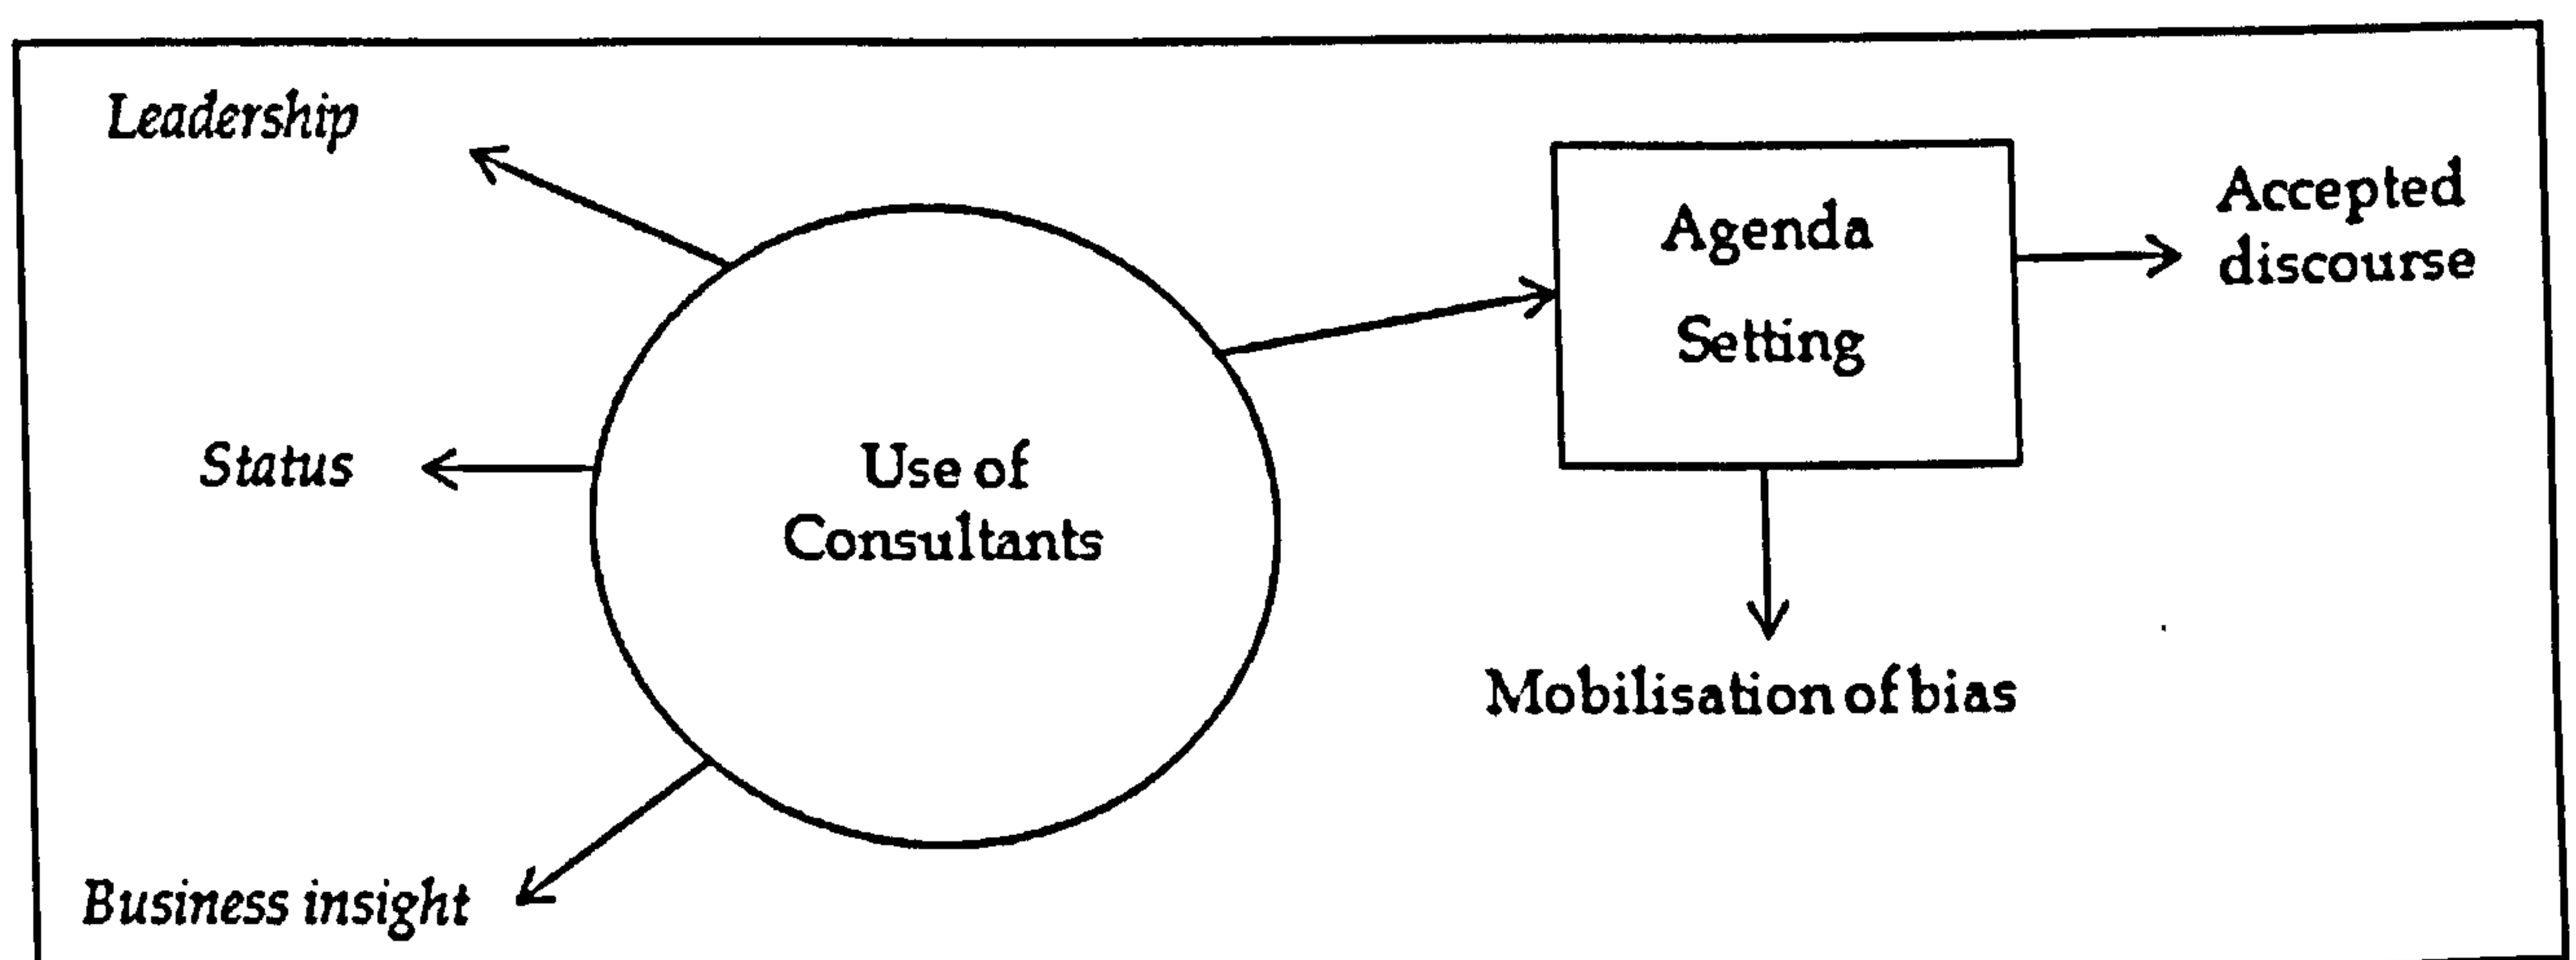 Leadership
Status
Business insight
Use of
Consultants
Agenda
Setting
Accepted
discourse
Mobilisation of bias